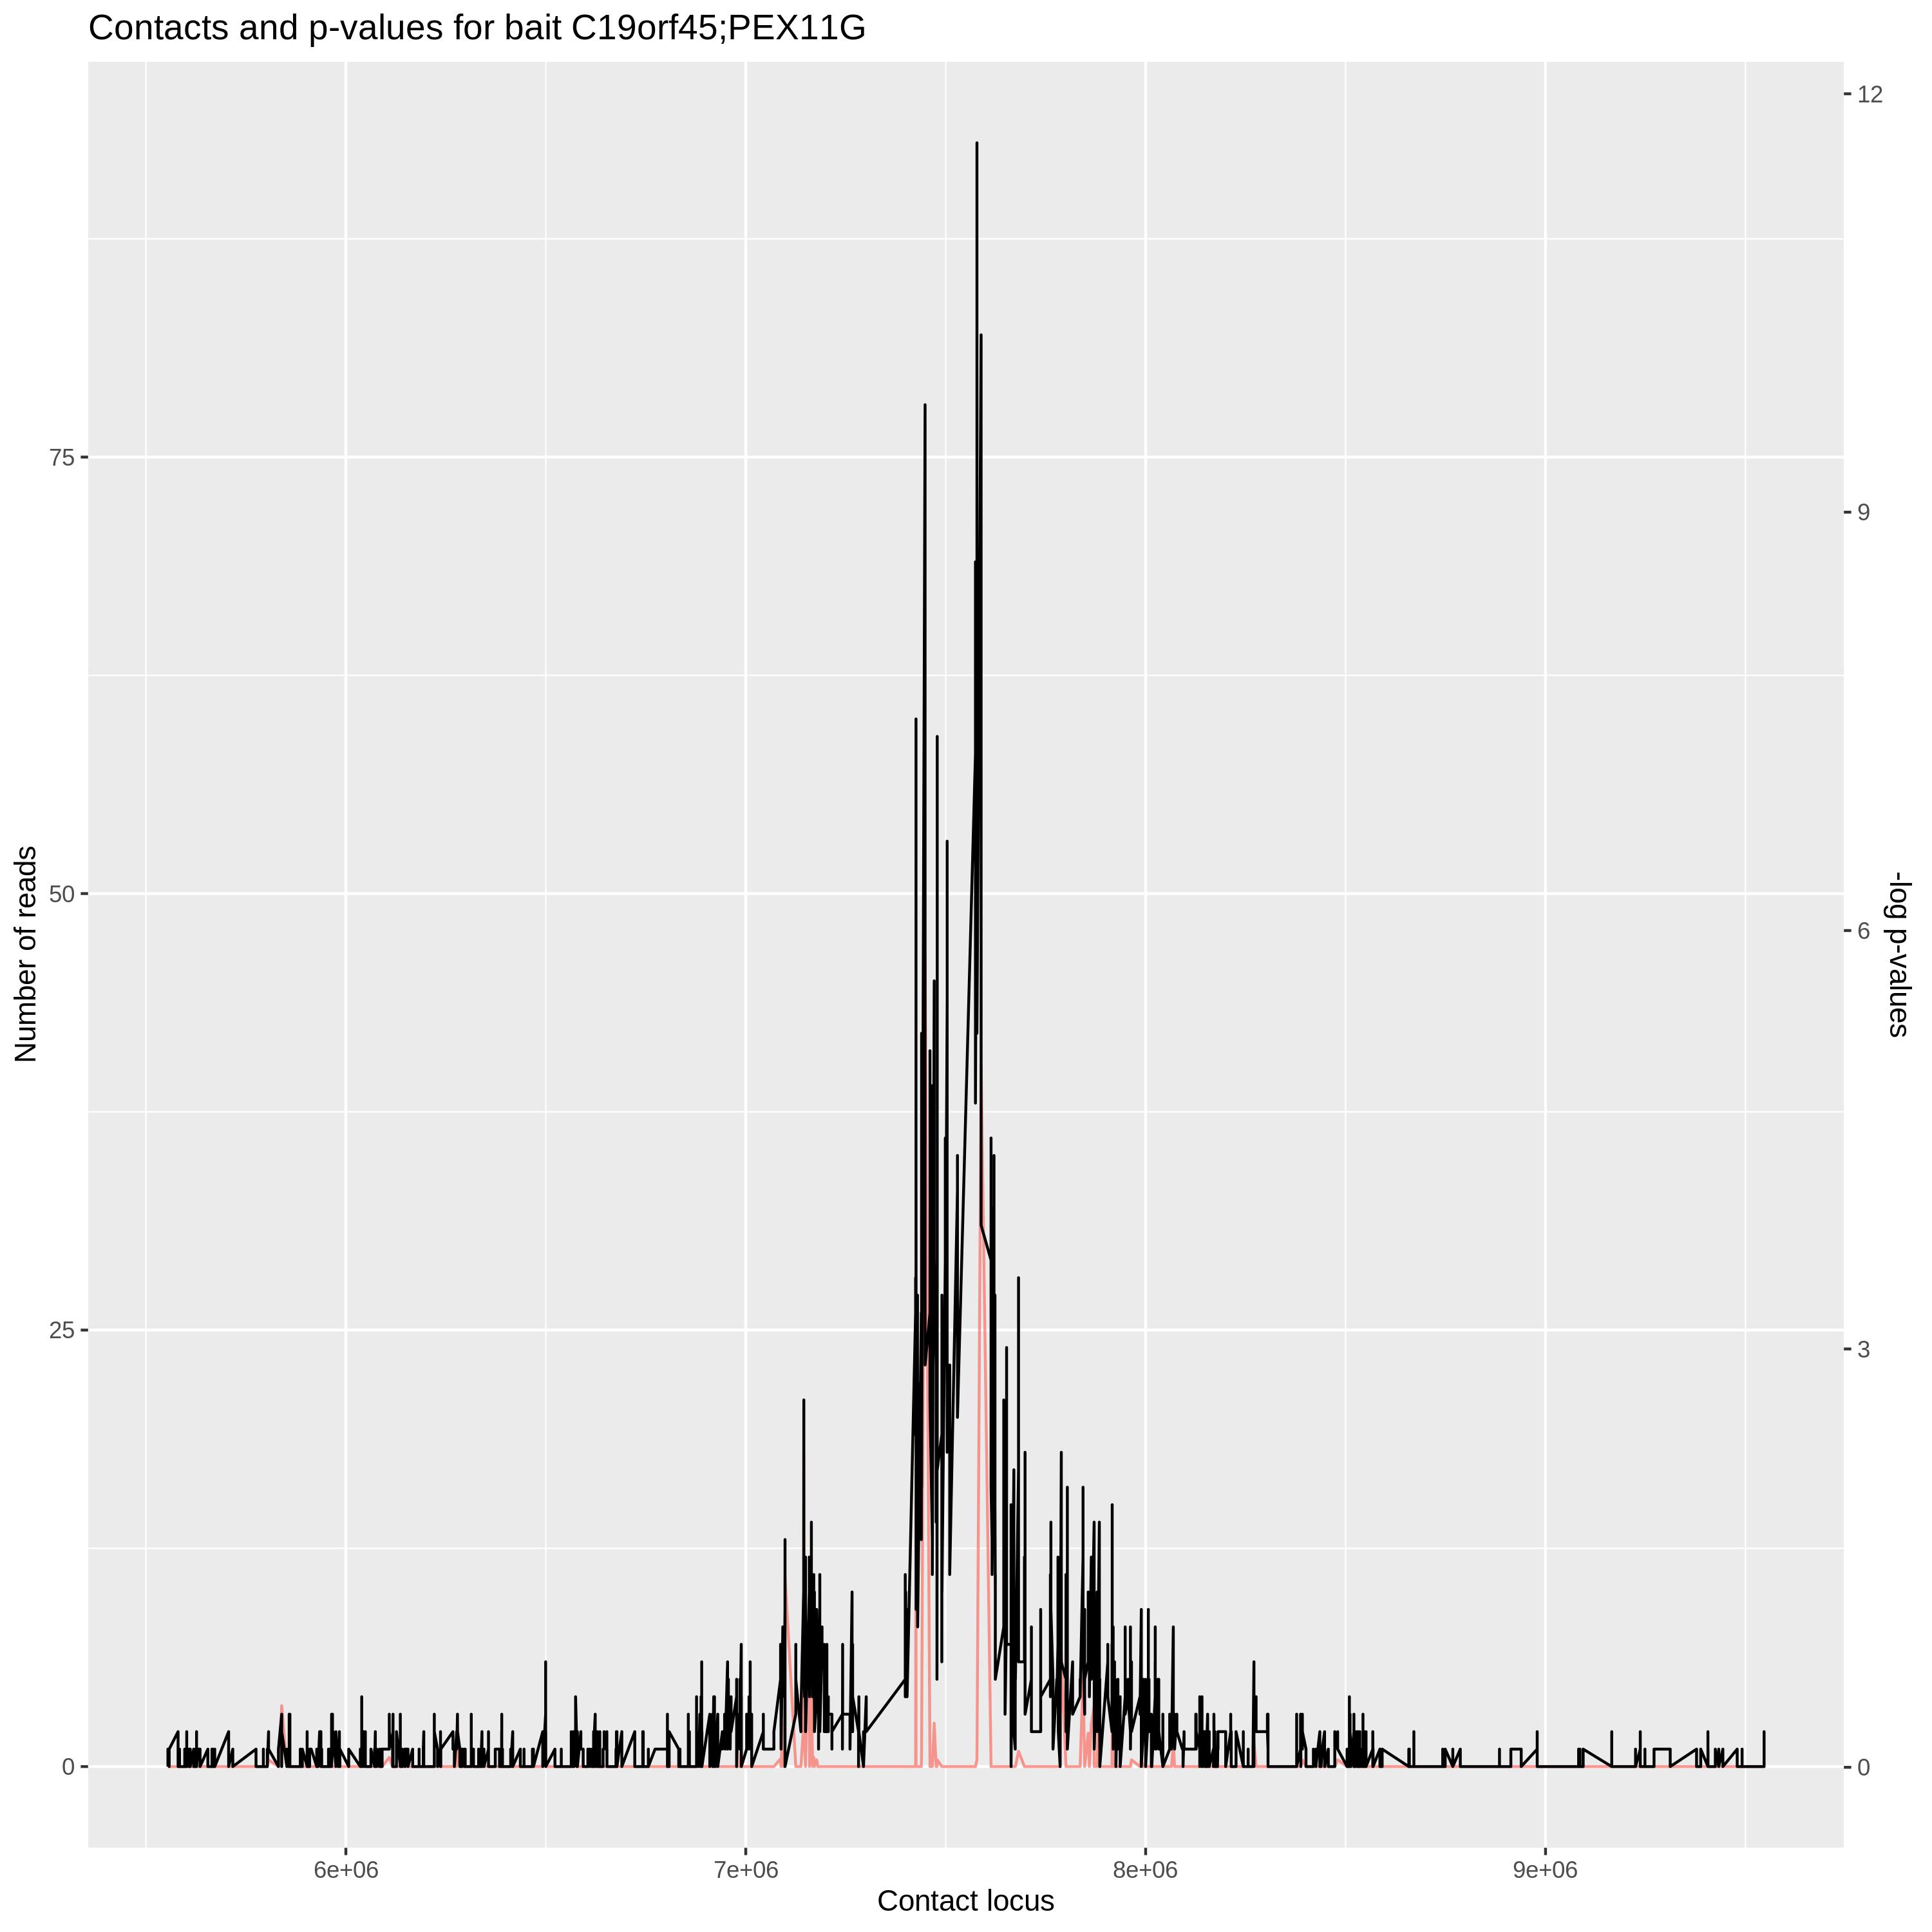 Contacts and p-values for bait C19orf45;PEX11G
Number of reads
75
50
25
0
12
9
6
3
0
-log p-values
6e+06 7e+06 8e+06 9e+06
Contact locus